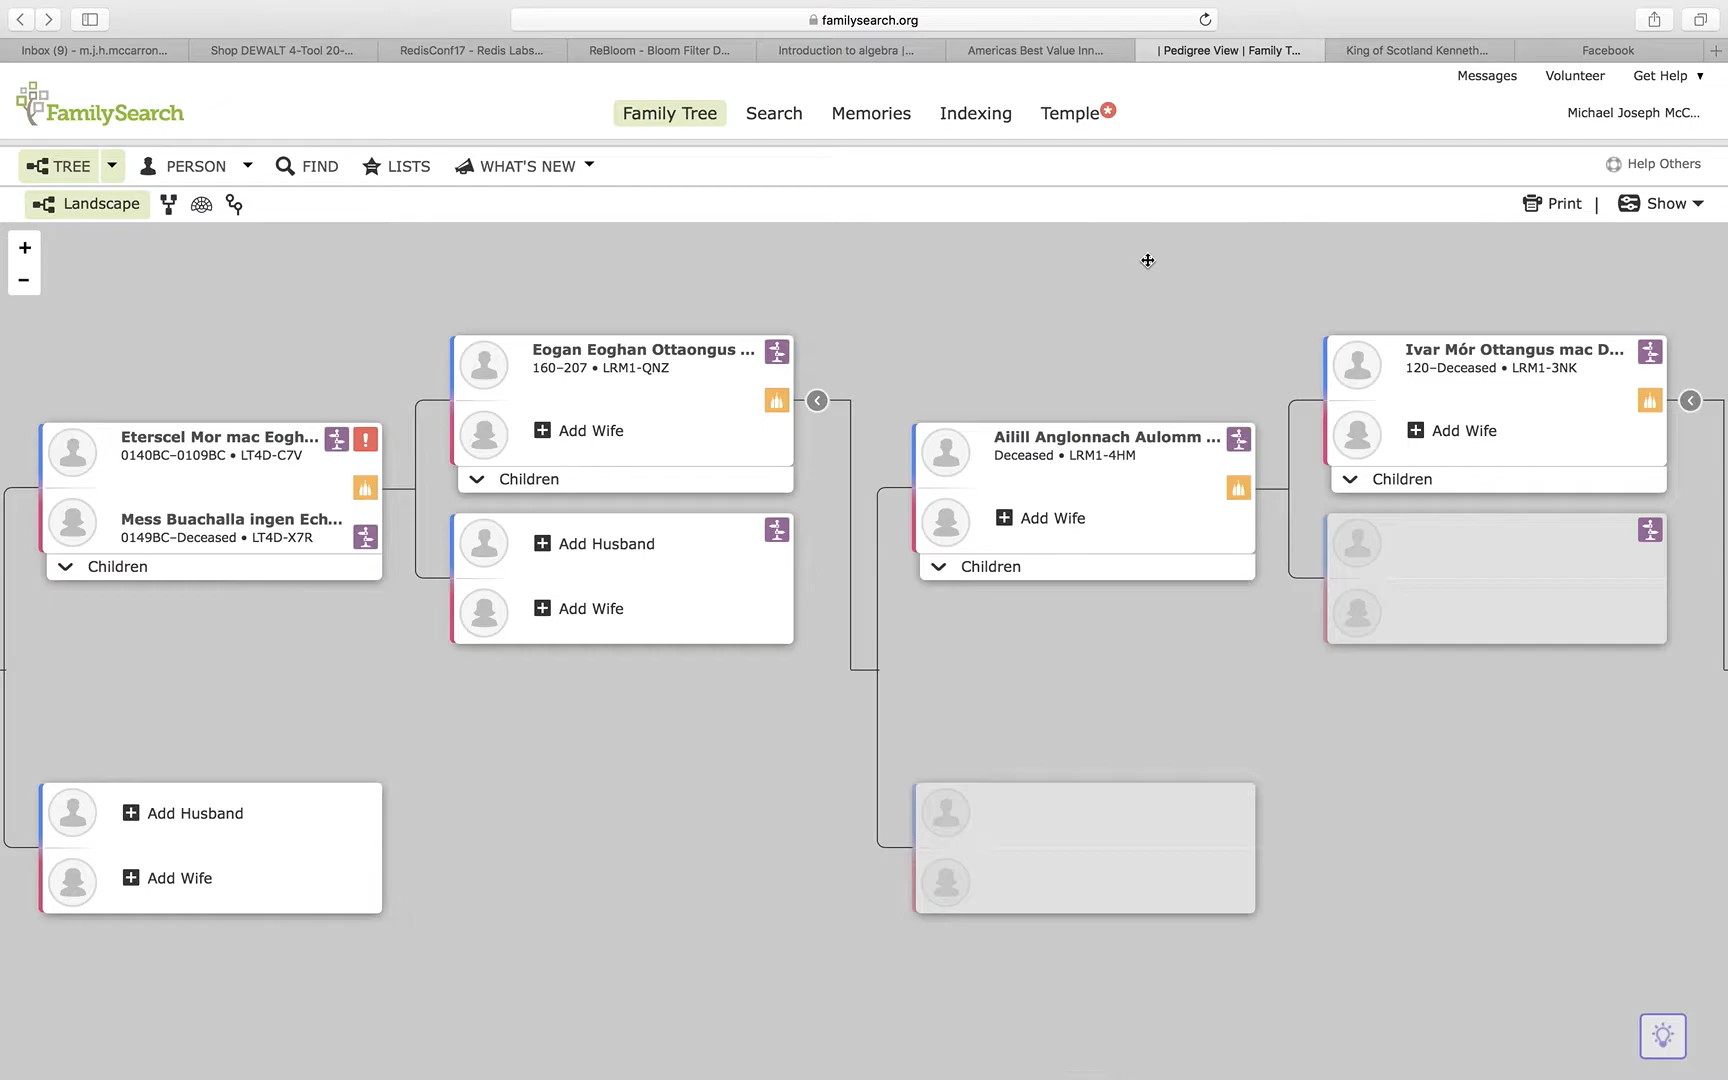 familysearch.org
Inbox (9) - m.j.h.mccarron...
Shop DEWALT 4-Tool 20-...
RedisConf17 - Redis Labs...
ReBloom - Bloom Filter D...
Introduction to algebra |...
Americas Best Value Inn...
| Pedigree View | Family T...
King of Scotland Kenneth...
Facebook
Messages
Volunteer
Get Help
FamilySearch
Family Tree
Search
Memories
Indexing
Temple
Michael Joseph McC...
TREE
PERSON
FIND
LISTS
WHAT'S NEW
Help Others
Landscape
Print |
Show
+
−
Eterscel Mor mac Eogh...
0140BC–0109BC • LT4D-C7V
Mess Buachalla ingen Ech...
0149BC–Deceased • LT4D-X7R
Children
Add Husband
Add Wife
Eogan Eoghan Ottaongus ...
160–207 • LRM1-QNZ
Add Wife
Children
Add Husband
Add Wife
Ailill Anglonnach Aulomm ...
Deceased • LRM1-4HM
Add Wife
Children
Ivar Mór Ottangus mac D...
120–Deceased • LRM1-3NK
Add Wife
Children